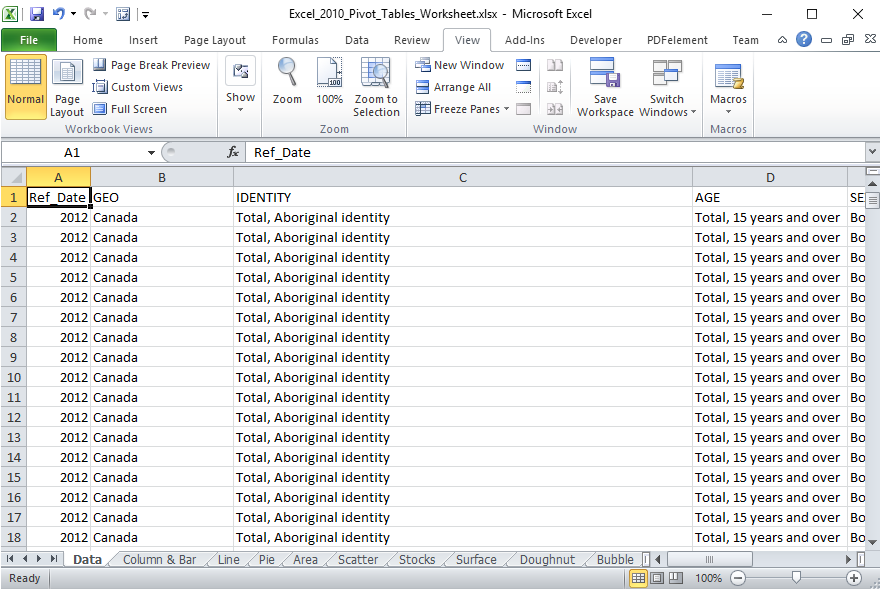 Excel_2010_Pivot_Tables_Worksheet.xlsx - Microsoft Excel
File Home Insert Page Layout Formulas Data Review View Add-Ins Developer PDFelement Team
Normal
Page Layout
Page Break Preview
Custom Views
Full Screen
Workbook Views
Show
Zoom
100
100%
Zoom to Selection
Zoom
New Window
Arrange All
Freeze Panes
Save Workspace
Switch Windows
Window
Macros
Macros
A1 fx Ref_Date
A B C D
1 Ref_Date GEO IDENTITY AGE SE
2 2012 Canada Total, Aboriginal identity Total, 15 years and over Bo
3 2012 Canada Total, Aboriginal identity Total, 15 years and over Bo
4 2012 Canada Total, Aboriginal identity Total, 15 years and over Bo
5 2012 Canada Total, Aboriginal identity Total, 15 years and over Bo
6 2012 Canada Total, Aboriginal identity Total, 15 years and over Bo
7 2012 Canada Total, Aboriginal identity Total, 15 years and over Bo
8 2012 Canada Total, Aboriginal identity Total, 15 years and over Bo
9 2012 Canada Total, Aboriginal identity Total, 15 years and over Bo
10 2012 Canada Total, Aboriginal identity Total, 15 years and over Bo
11 2012 Canada Total, Aboriginal identity Total, 15 years and over Bo
12 2012 Canada Total, Aboriginal identity Total, 15 years and over Bo
13 2012 Canada Total, Aboriginal identity Total, 15 years and over Bo
14 2012 Canada Total, Aboriginal identity Total, 15 years and over Bo
15 2012 Canada Total, Aboriginal identity Total, 15 years and over Bo
16 2012 Canada Total, Aboriginal identity Total, 15 years and over Bo
17 2012 Canada Total, Aboriginal identity Total, 15 years and over Bo
18 2012 Canada Total, Aboriginal identity Total, 15 years and over Bo
Data Column & Bar Line Pie Area Scatter Stocks Surface Doughnut Bubble
Ready 100%